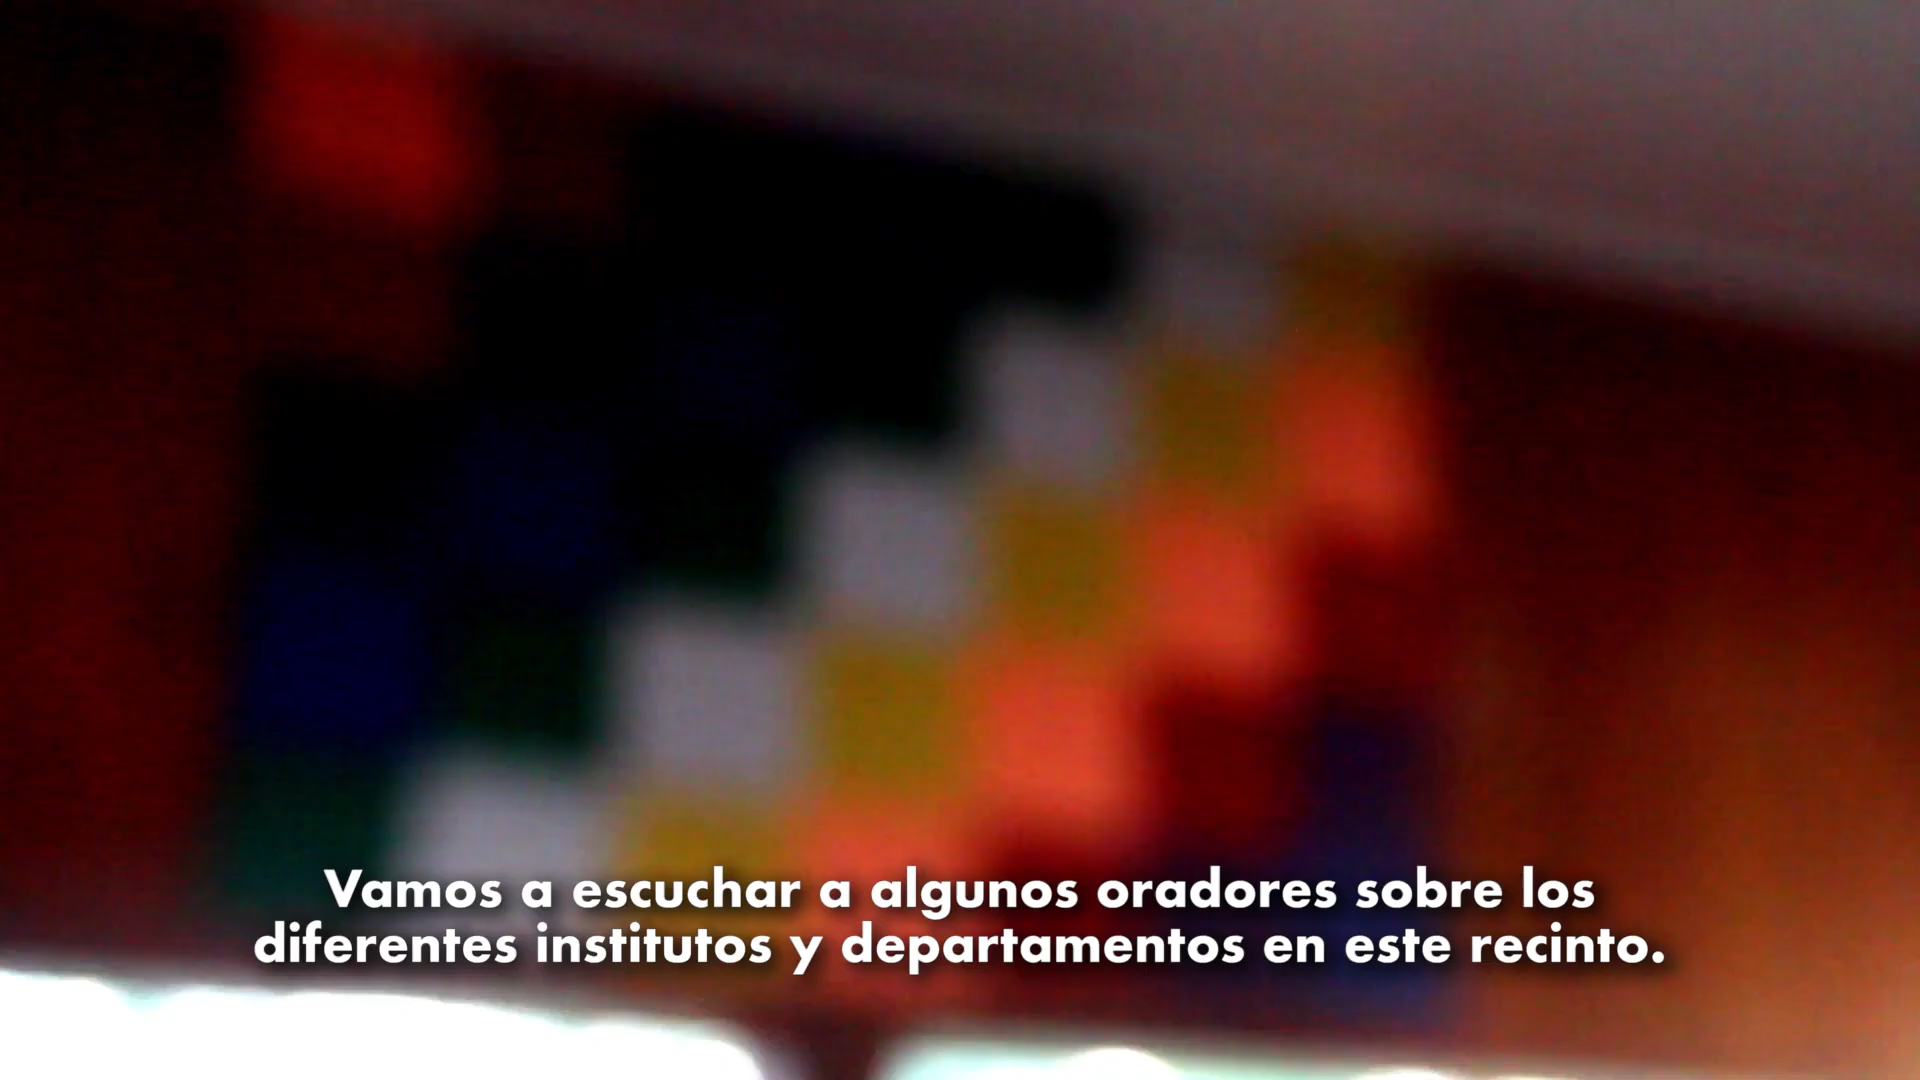 Vamos a escuchar a algunos oradores sobre los
diferentes institutos y departamentos en este recinto.